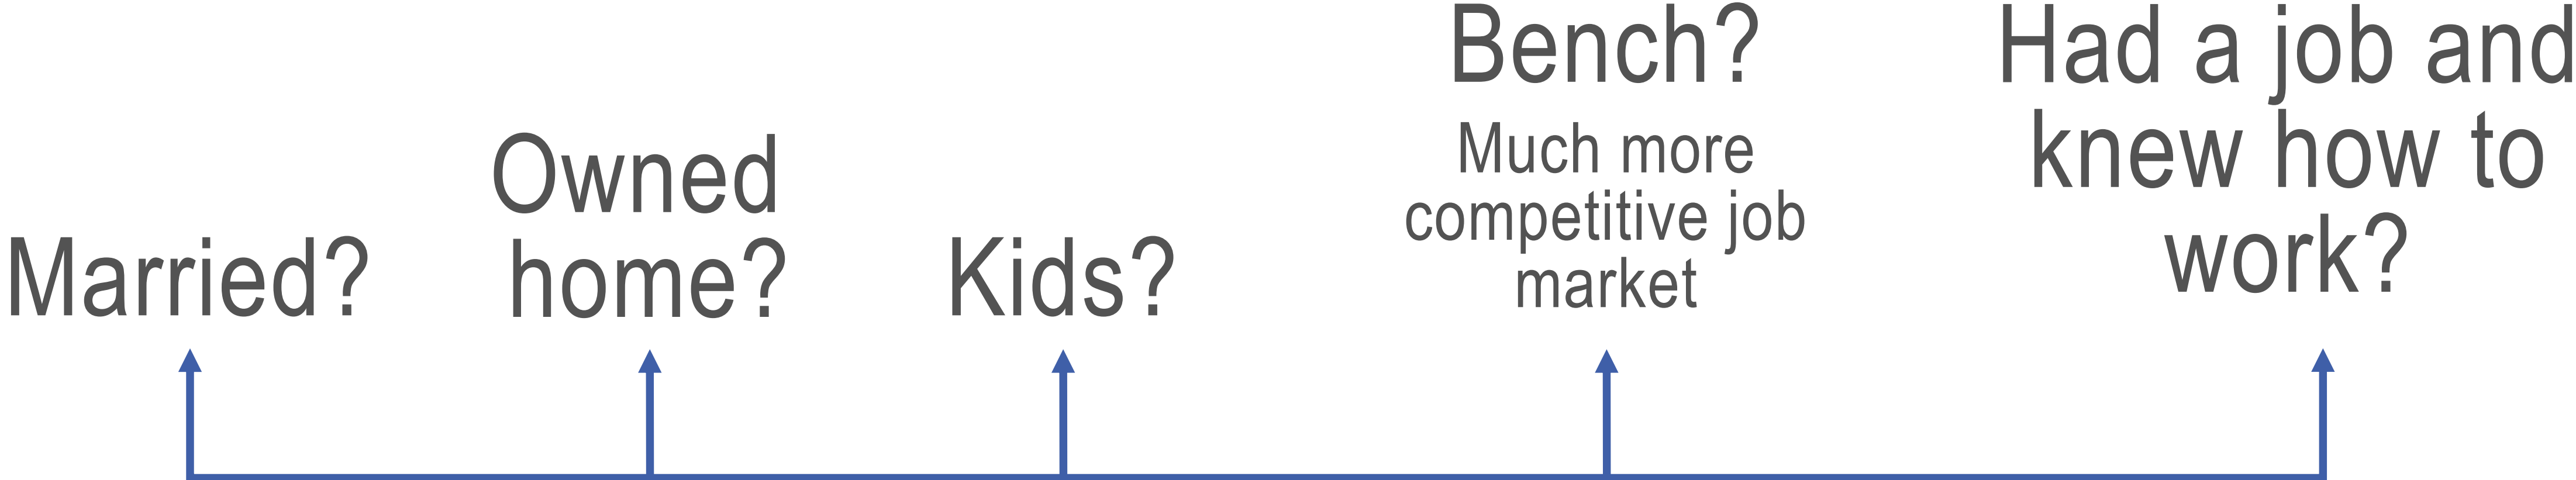 Married?
Owned
home?
Kids?
Bench?
Much more
competitive job
market
Had a job and
knew how to
work?